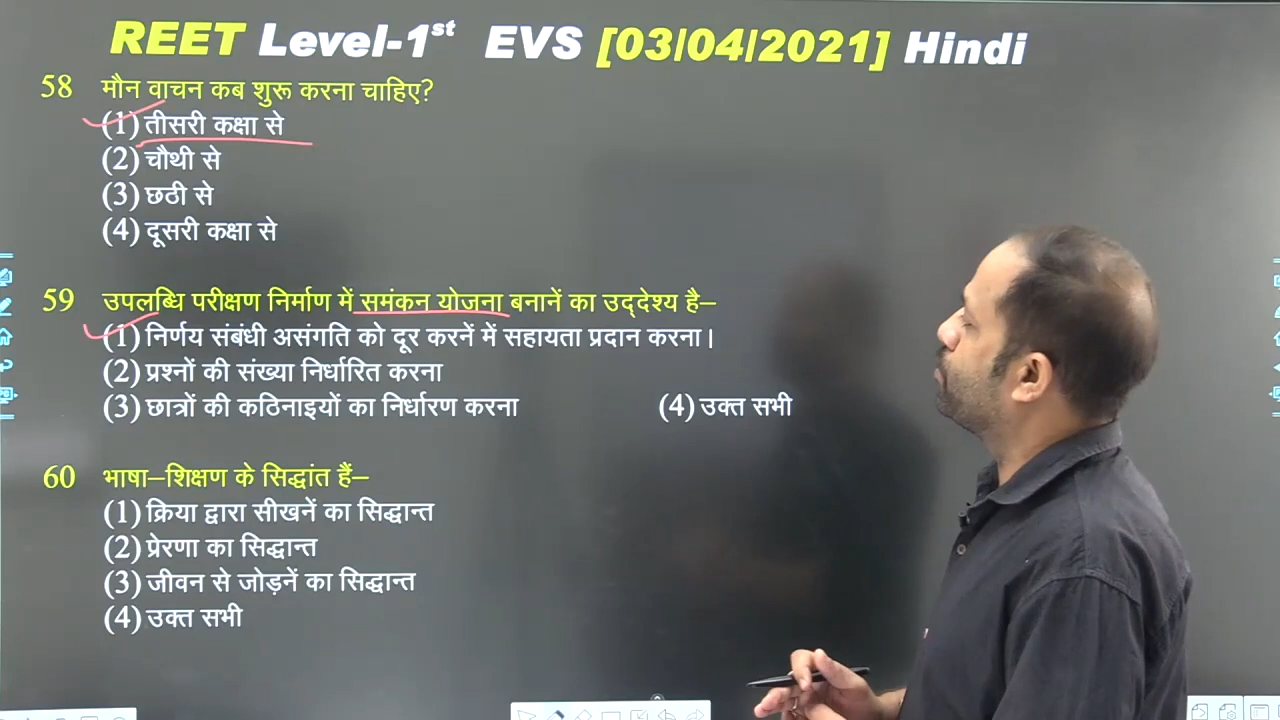 REET Level-1st EVS [03/04/2021] Hindi
58 मौन वाचन कब शुरू करना चाहिए?
(1) तीसरी कक्षा से
(2) चौथी से
(3) छठी से
(4) दूसरी कक्षा से
59 उपलब्धि परीक्षण निर्माण में समंकन योजना बनानें का उद्देश्य है–
(1) निर्णय संबंधी असंगति को दूर करनें में सहायता प्रदान करना।
(2) प्रश्नों की संख्या निर्धारित करना
(3) छात्रों की कठिनाइयों का निर्धारण करना (4) उक्त सभी
60 भाषा–शिक्षण के सिद्धांत हैं–
(1) क्रिया द्वारा सीखनें का सिद्धान्त
(2) प्रेरणा का सिद्धान्त
(3) जीवन से जोड़नें का सिद्धान्त
(4) उक्त सभी